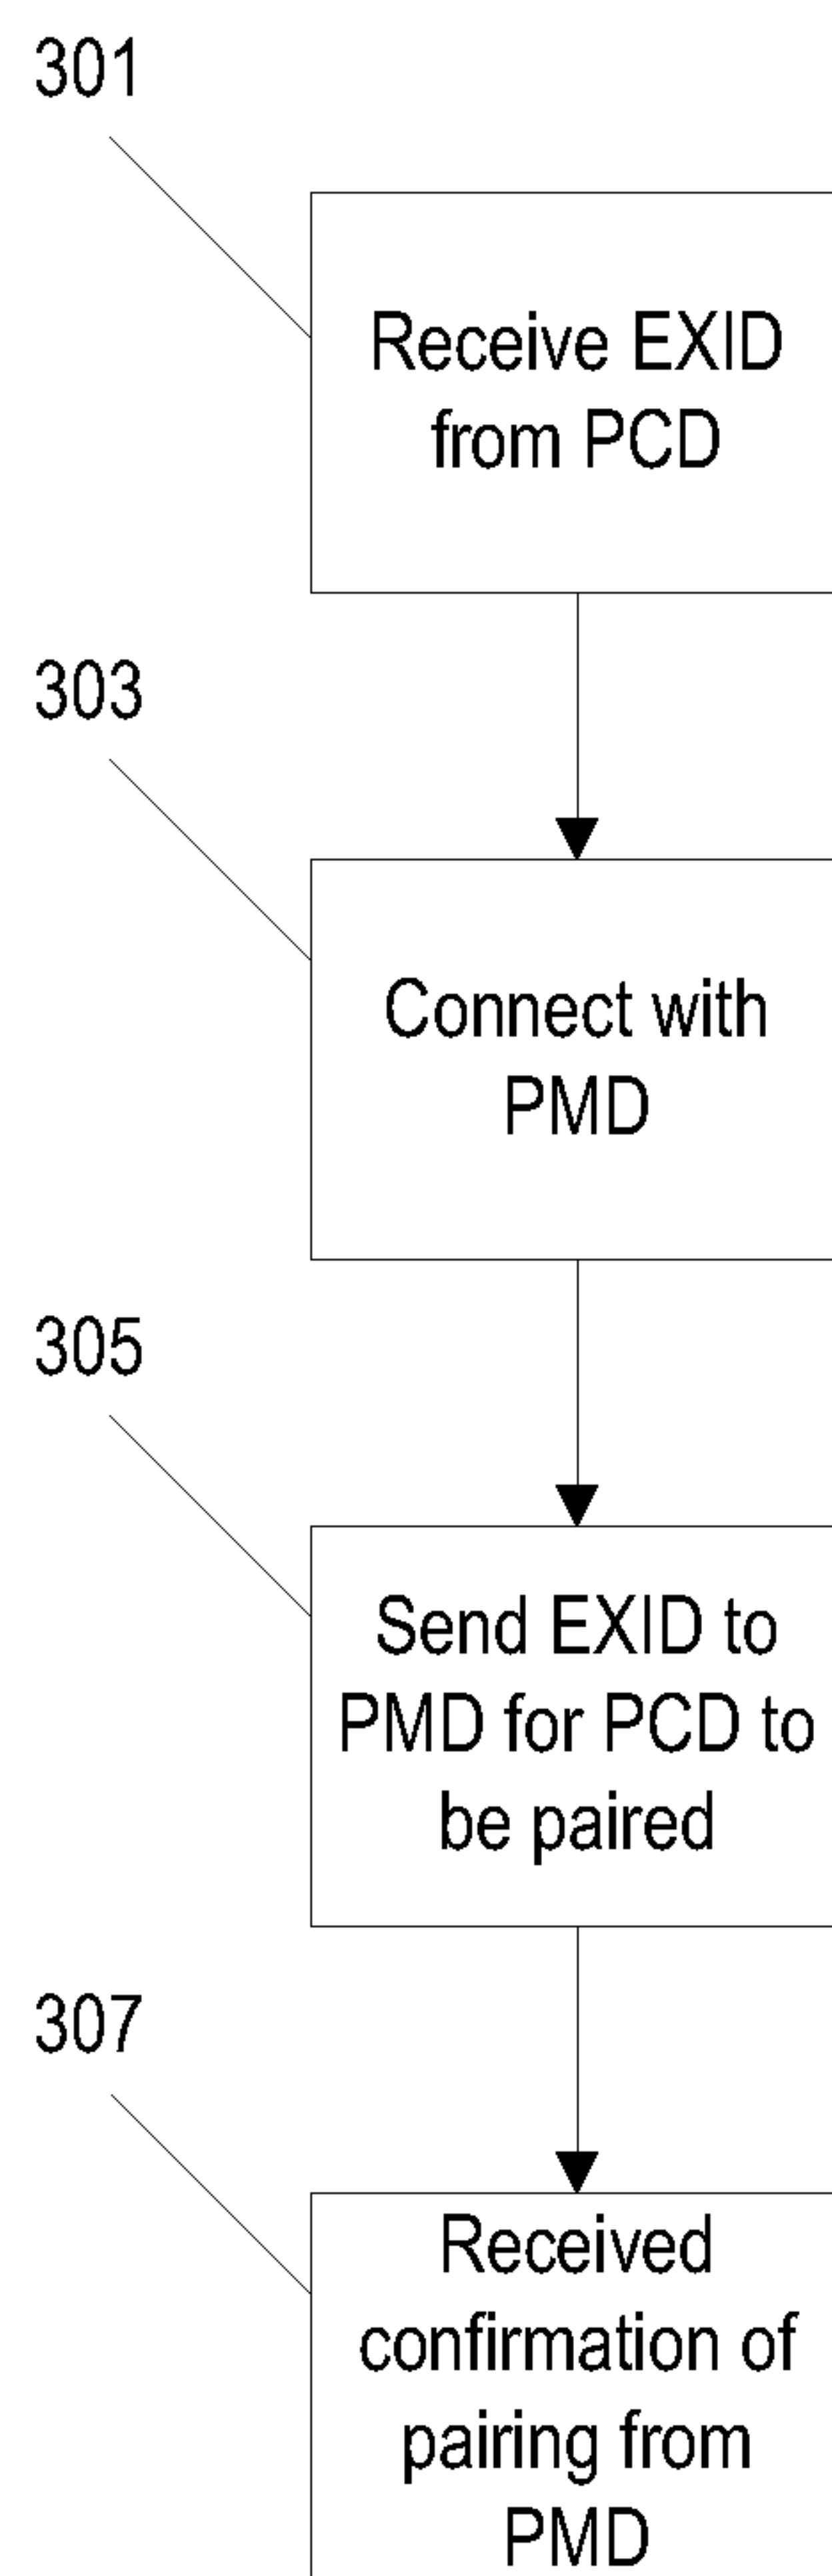 301
Receive EXID
from PCD
303
Connect with
PMD
305
Send EXID to
PMD for PCD to
be paired
307
Received
confirmation of
pairing from
PMD